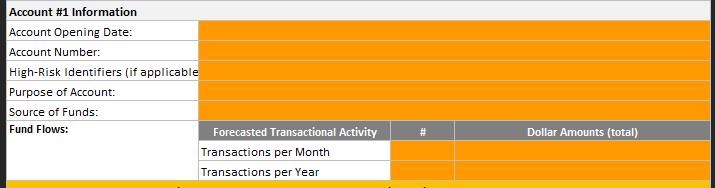 Account #1 Information
Account Opening Date:
Account Number:
High-Risk Identifiers (if applicable
Purpose of Account:
Source of Funds:
Fund Flows: Forecasted Transactional Activity # Dollar Amounts (total)
Transactions per Month
Transactions per Year